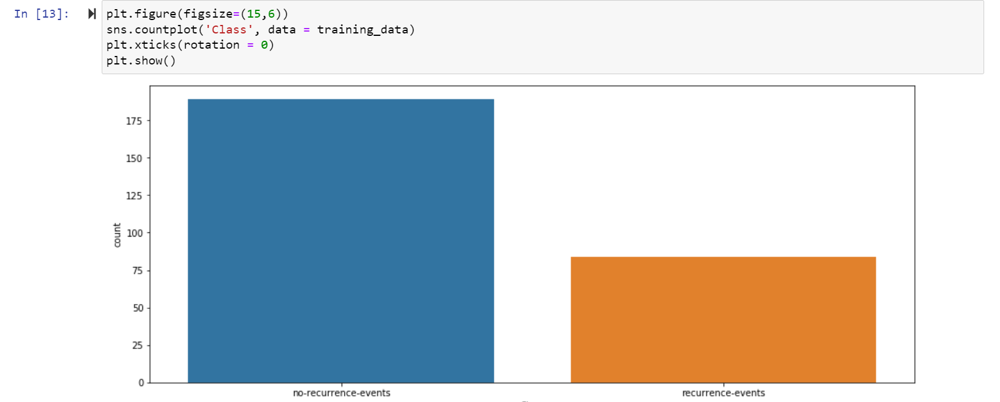 In [13]:
plt.figure(figsize=(15,6))
sns.countplot('Class', data = training_data)
plt.xticks(rotation = 0)
plt.show()
175
150
125
100
75
50
25
0
count
no-recurrence-events
recurrence-events